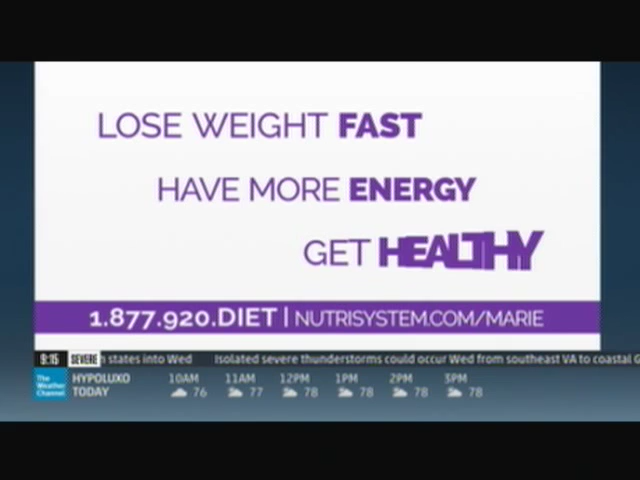 LOSE WEIGHT FAST
HAVE MORE ENERGY
GET HEALTHY
1.877.920.DIET | NUTRISYSTEM.COM/MARIE
9:15 SEVERE states into Wed Isolated severe thunderstorms could occur Wed from southeast VA to coastal
The Weather Channel
HYPOLUXO TODAY
10AM 11AM 12PM 1PM 2PM 3PM
76 77 78 78 78 78